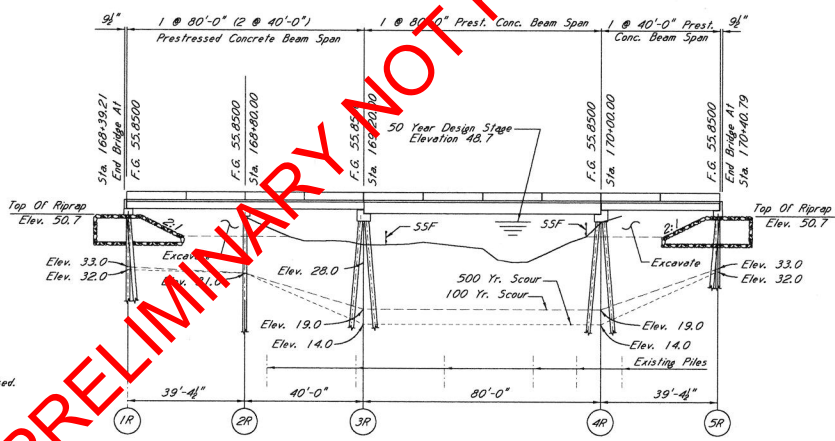 9½"
1 @ 80'-0" (2 @ 40'-0")
Prestressed Concrete Beam Span
1 @ 80'-0" Prest. Conc. Beam Span
1 @ 40'-0" Prest.
Conc. Beam Span
9½"
Sta. 168+39.21
End Bridge At
F.G. 55.8500
F.G. 55.8500
Sta. 168+80.00
F.G. 55.85
Sta. 169+20.00
50 Year Design Stage
Elevation 48.7
F.G. 55.8500
Sta. 170+00.00
F.G. 55.8500
End Bridge At
Sta. 170+40.79
Top Of Riprap
Elev. 50.7
2:1
SSF
SSF
2:1
Top Of Riprap
Elev. 50.7
Excavate
Excavate
Elev. 33.0
Elev. 32.0
Elev. 28.0
500 Yr. Scour
100 Yr. Scour
Elev. 33.0
Elev. 32.0
Elev. 19.0
Elev. 14.0
Elev. 19.0
Elev. 14.0
Existing Piles
39'-4½"
40'-0"
80'-0"
39'-4½"
1R
2R
3R
4R
5R
PRELIMINARY NOT